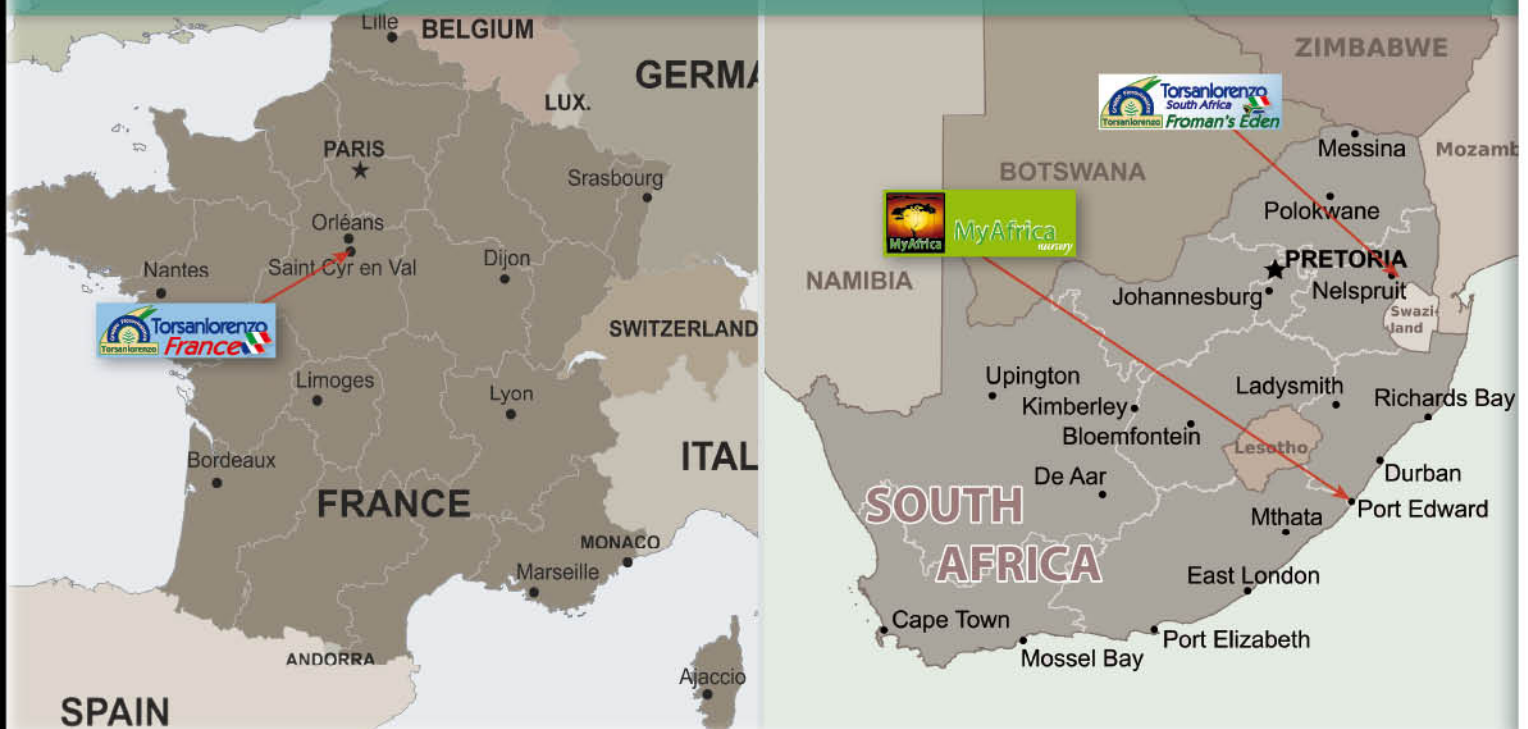 Lille
BELGIUM
GERMA
LUX.
PARIS
Srasbourg
Orléans
Saint Cyr en Val
Dijon
Nantes
Torsanlorenzo
Torsanlorenzo
France
SWITZERLAND
Limoges
Lyon
ITAL
Bordeaux
FRANCE
MONACO
Marseille
ANDORRA
Ajaccio
SPAIN
ZIMBABWE
Torsanlorenzo
South Africa
Torsanlorenzo
Froman's Eden
Messina
Mozamb
BOTSWANA
Polokwane
MyAfrica
MyAfrica
nursery
PRETORIA
NAMIBIA
Johannesburg
Nelspruit
Swazi-
land
Upington
Ladysmith
Kimberley
Richards Bay
Bloemfontein
Lesotho
De Aar
Durban
SOUTH
AFRICA
Port Edward
Mthata
East London
Cape Town
Port Elizabeth
Mossel Bay